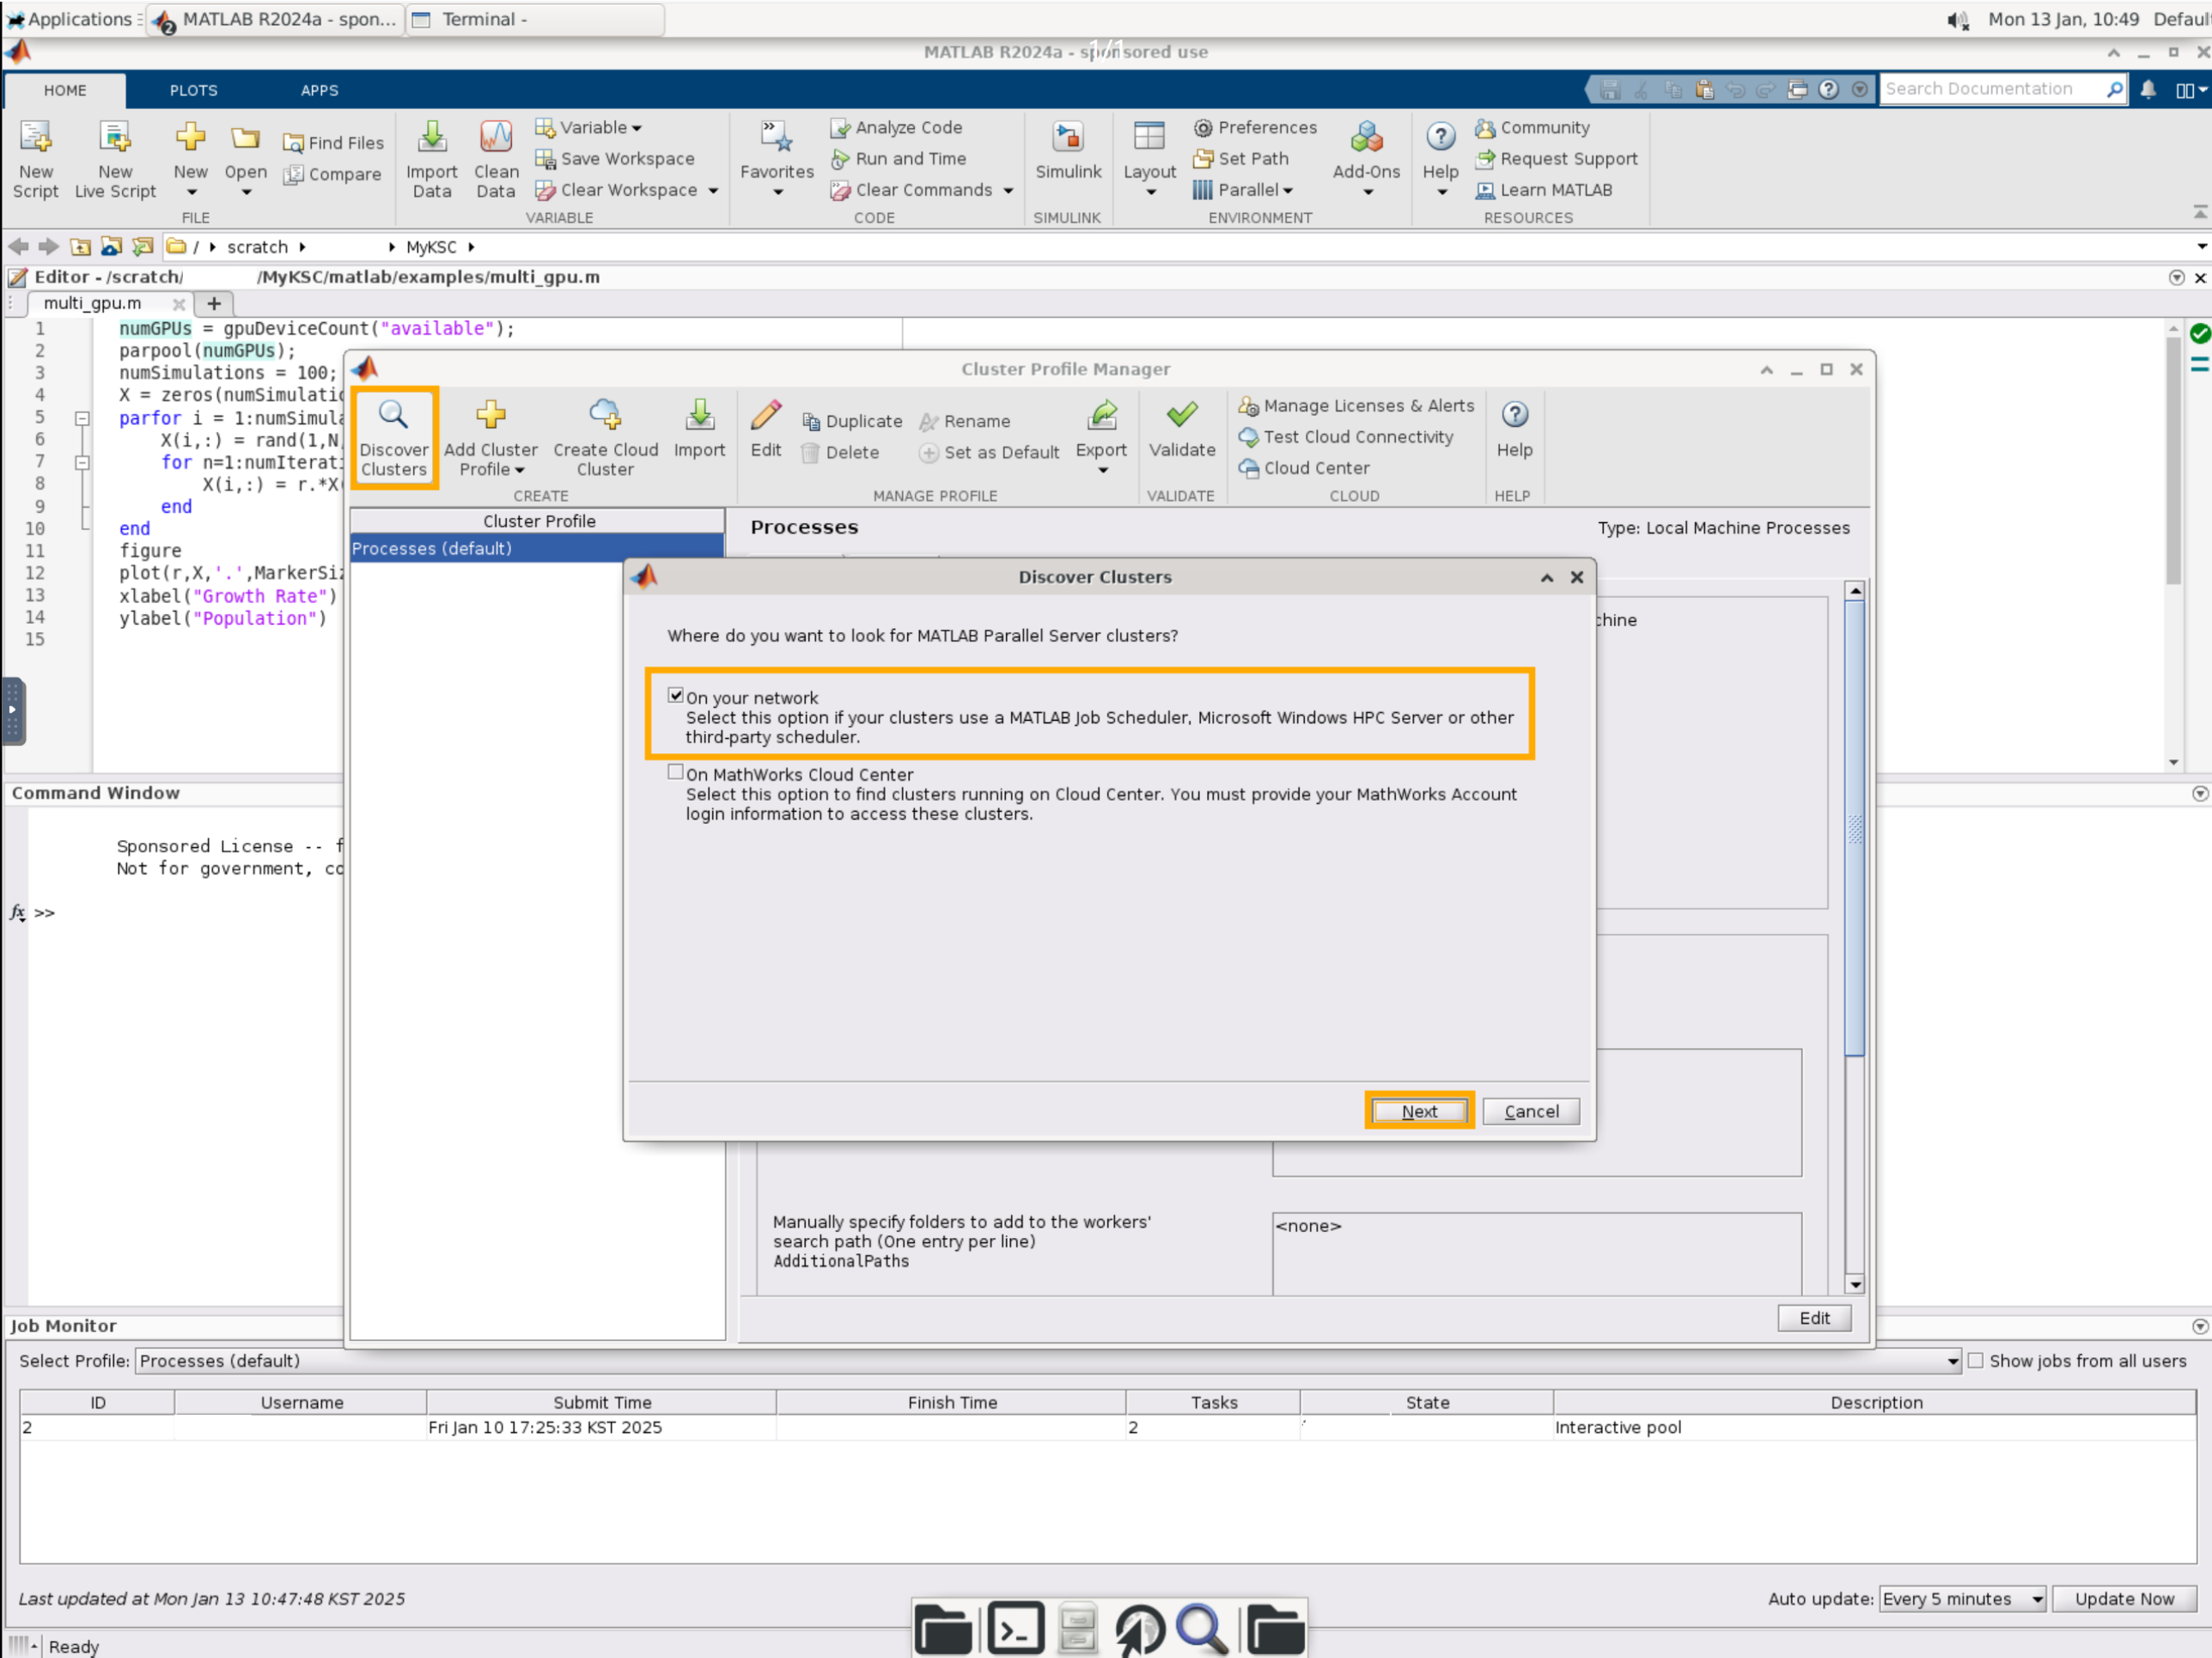 Applications
MATLAB R2024a - spon...
Terminal -
Mon 13 Jan, 10:49
MATLAB R2024a - sponsored use
1/1
HOME PLOTS APPS
Search Documentation
New Script
New Live Script
New
Open
Find Files
Compare
FILE
Import Data
Clean Data
Variable
Save Workspace
Clear Workspace
VARIABLE
Favorites
Analyze Code
Run and Time
Clear Commands
CODE
Simulink
SIMULINK
Layout
Preferences
Set Path
Parallel
Add-Ons
ENVIRONMENT
Help
Community
Request Support
Learn MATLAB
RESOURCES
/ scratch MyKSC
Editor - /scratch/ /MyKSC/matlab/examples/multi_gpu.m
multi_gpu.m
1 numGPUs = gpuDeviceCount("available");
2 parpool(numGPUs);
3 numSimulations = 100;
4 X = zeros(numSimulatio
5 parfor i = 1:numSimula
6 X(i,:) = rand(1,N
7 for n=1:numIterati
8 X(i,:) = r.*X(
9 end
10 end
11 figure
12 plot(r,X,'.',MarkerSiz
13 xlabel("Growth Rate")
14 ylabel("Population")
15
Cluster Profile Manager
Discover Clusters
Add Cluster Profile
Create Cloud Cluster
Import
CREATE
Edit
Duplicate
Delete
Rename
Set as Default
Export
MANAGE PROFILE
Validate
VALIDATE
Manage Licenses & Alerts
Test Cloud Connectivity
Cloud Center
CLOUD
Help
HELP
Cluster Profile
Processes (default)
Processes
Type: Local Machine Processes
chine
Discover Clusters
Where do you want to look for MATLAB Parallel Server clusters?
On your network
Select this option if your clusters use a MATLAB Job Scheduler, Microsoft Windows HPC Server or other
third-party scheduler.
On MathWorks Cloud Center
Select this option to find clusters running on Cloud Center. You must provide your MathWorks Account
login information to access these clusters.
Next
Cancel
Manually specify folders to add to the workers'
search path (One entry per line)
AdditionalPaths
<none>
Edit
Command Window
Sponsored License -- f
Not for government, co
fx >>
Job Monitor
Select Profile: Processes (default)
Show jobs from all users
ID Username Submit Time Finish Time Tasks State Description
2 Fri Jan 10 17:25:33 KST 2025 2 Interactive pool
Last updated at Mon Jan 13 10:47:48 KST 2025
Auto update: Every 5 minutes
Update Now
Ready